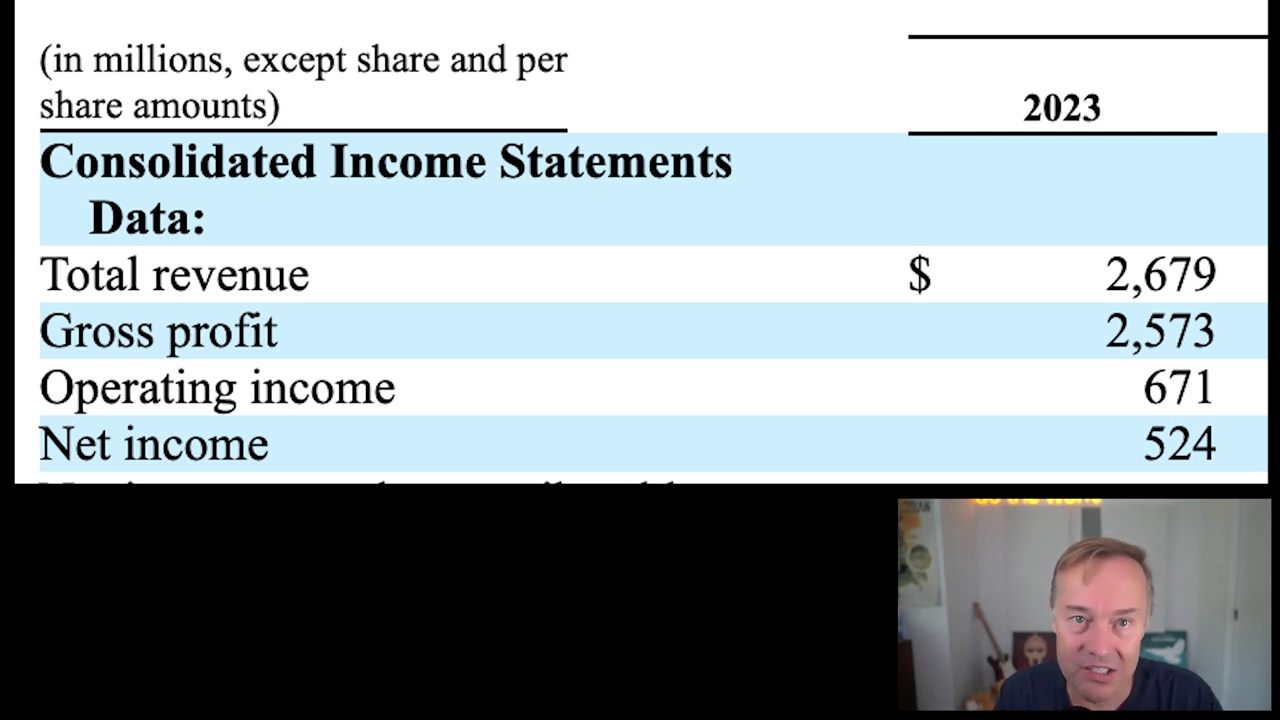 (in millions, except share and per
share amounts)
2023
Consolidated Income Statements
Data:
Total revenue $ 2,679
Gross profit 2,573
Operating income 671
Net income 524